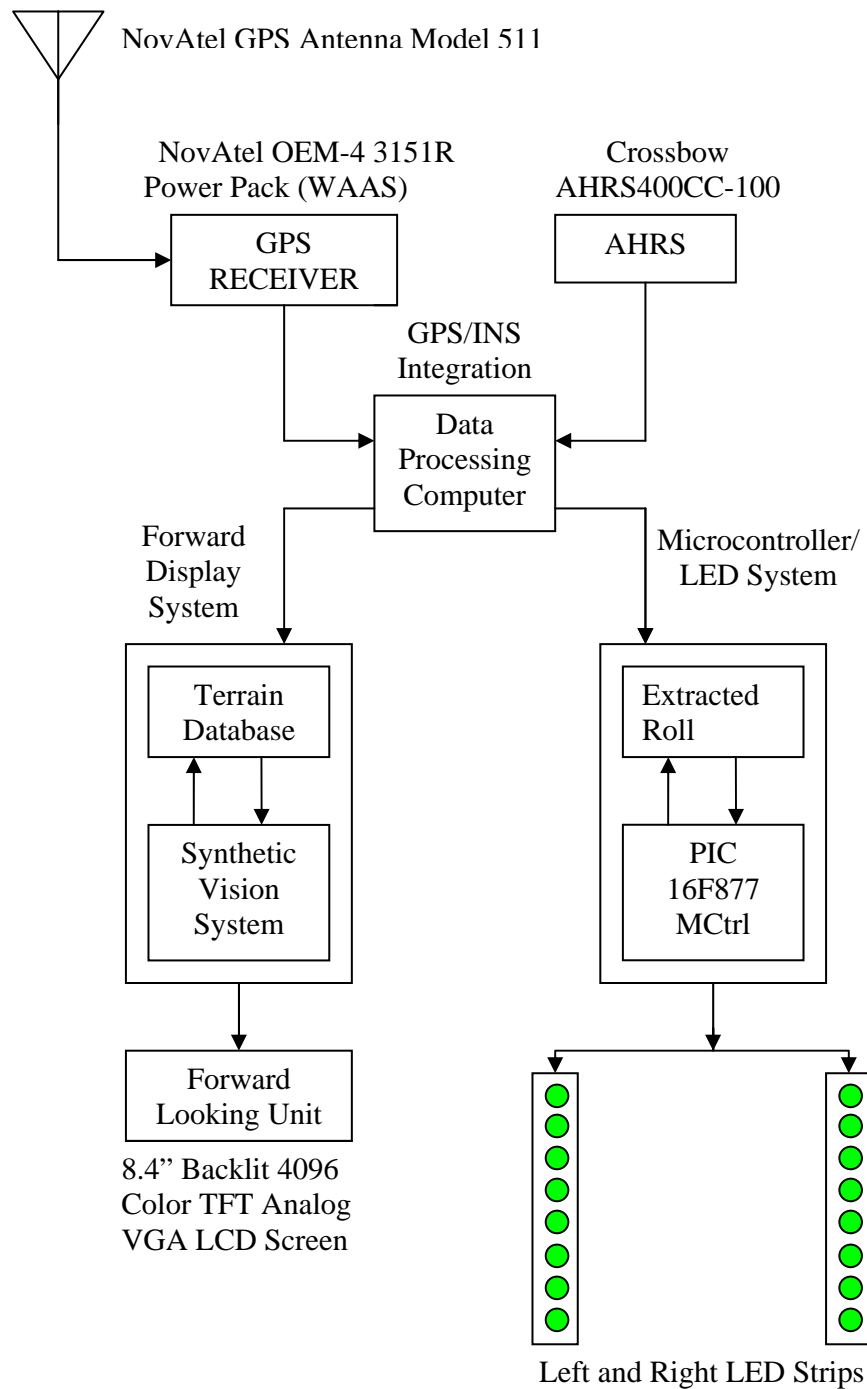 NovAtel GPS Antenna Model 511
NovAtel OEM-4 3151R
Power Pack (WAAS)
Crossbow
AHRS400CC-100
GPS
RECEIVER
AHRS
GPS/INS
Integration
Data
Processing
Computer
Forward
Display
System
Microcontroller/
LED System
Terrain
Database
Extracted
Roll
Synthetic
Vision
System
PIC
16F877
MCtrl
Forward
Looking Unit
8.4” Backlit 4096
Color TFT Analog
VGA LCD Screen
Left and Right LED Strips